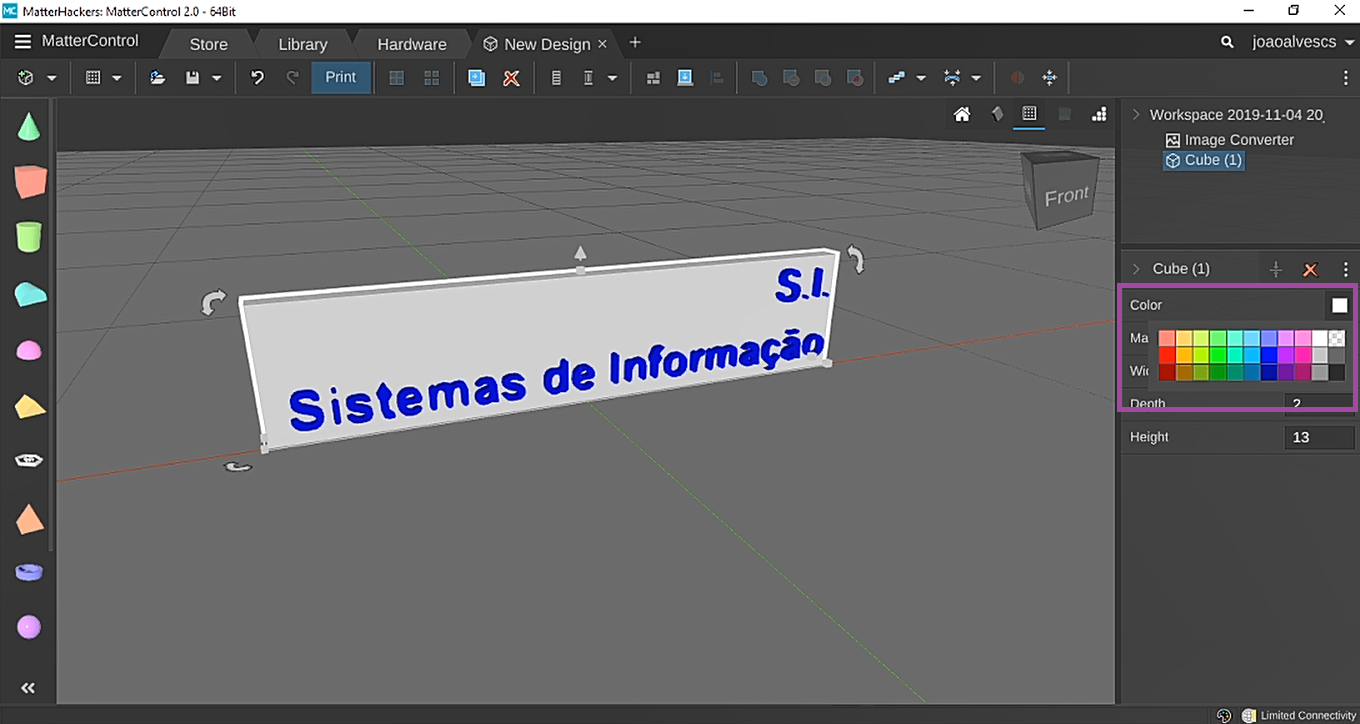 MatterHackers: MatterControl 2.0 - 64Bit
MatterControl
Store
Library
Hardware
New Design
joaoalvescs
Print
Workspace 2019-11-04 20
Image Converter
Cube (1)
Front
Cube (1)
Color
Ma
Wi
Depth 2
Height 13
S.I.
Sistemas de Informação
Limited Connectivity